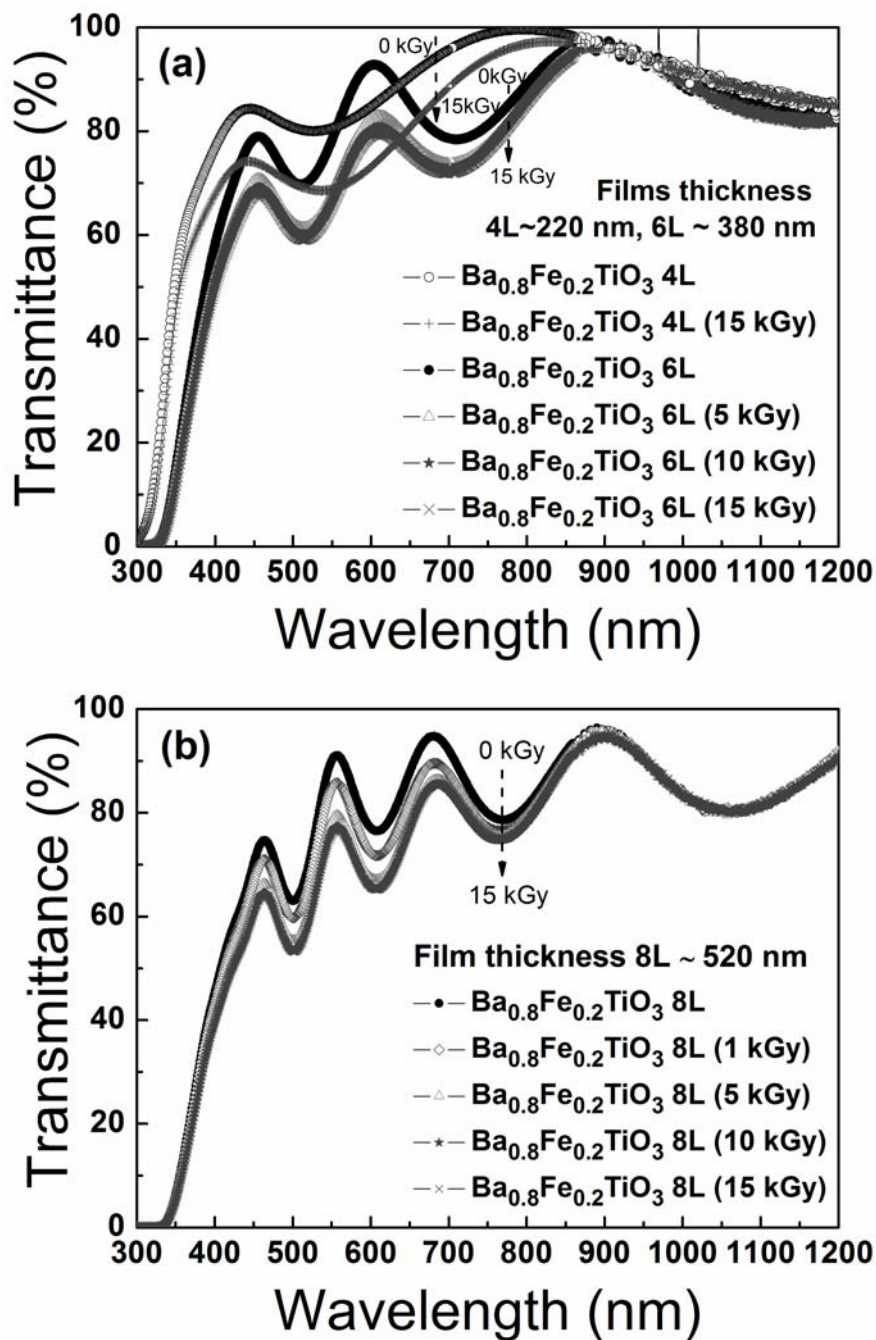 (a)
0 kGy
15kGy
0kGy
15 kGy
Films thickness
4L~220 nm, 6L ~ 380 nm
Ba0.8Fe0.2TiO3 4L
Ba0.8Fe0.2TiO3 4L (15 kGy)
Ba0.8Fe0.2TiO3 6L
Ba0.8Fe0.2TiO3 6L (5 kGy)
Ba0.8Fe0.2TiO3 6L (10 kGy)
Ba0.8Fe0.2TiO3 6L (15 kGy)
Transmittance (%)
100
80
60
40
20
0
300 400 500 600 700 800 900 1000 1100 1200
Wavelength (nm)
(b)
0 kGy
15 kGy
Film thickness 8L ~ 520 nm
Ba0.8Fe0.2TiO3 8L
Ba0.8Fe0.2TiO3 8L (1 kGy)
Ba0.8Fe0.2TiO3 8L (5 kGy)
Ba0.8Fe0.2TiO3 8L (10 kGy)
Ba0.8Fe0.2TiO3 8L (15 kGy)
Transmittance (%)
100
80
60
40
20
0
300 400 500 600 700 800 900 1000 1100 1200
Wavelength (nm)